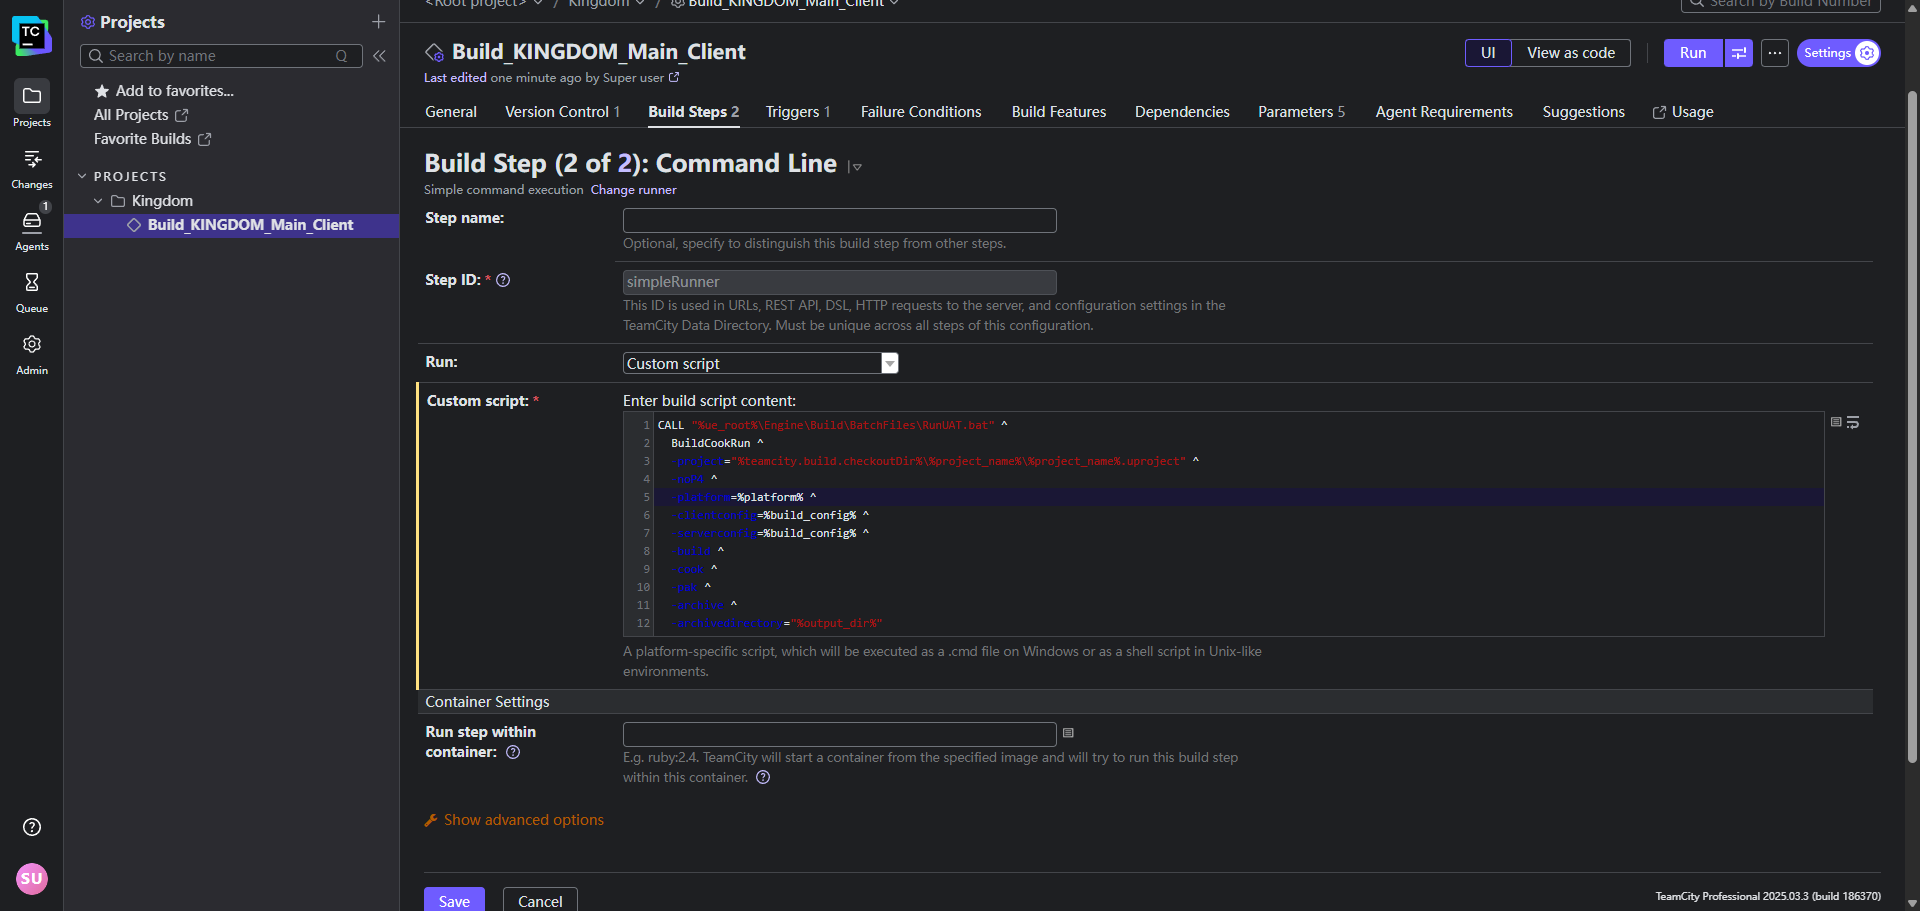 TC
Projects
Changes
1
Agents
Queue
Admin
SU
Projects
Search by name
Q
Add to favorites...
All Projects
Favorite Builds
PROJECTS
Kingdom
Build_KINGDOM_Main_Client
<Root project> / Kingdom / Build_KINGDOM_Main_Client
Search by Build Number
Build_KINGDOM_Main_Client
Last edited one minute ago by Super user
UI
View as code
Run
...
Settings
General
Version Control 1
Build Steps 2
Triggers 1
Failure Conditions
Build Features
Dependencies
Parameters 5
Agent Requirements
Suggestions
Usage
Build Step (2 of 2): Command Line
Simple command execution Change runner
Step name:
Optional, specify to distinguish this build step from other steps.
Step ID: *
simpleRunner
This ID is used in URLs, REST API, DSL, HTTP requests to the server, and configuration settings in the
TeamCity Data Directory. Must be unique across all steps of this configuration.
Run:
Custom script
Custom script: *
Enter build script content:
1 CALL "%ue_root%\Engine\Build\BatchFiles\RunUAT.bat" ^
2 BuildCookRun ^
3 -project="%teamcity.build.checkoutDir%\%project_name%\%project_name%.uproject" ^
4 ^
5 -platform=%platform% ^
6 -clientconfig=%build_config% ^
7 -serverconfig=%build_config% ^
8 -build ^
9 -cook ^
10 -pak ^
11 -archive ^
12 -archivedirectory="%output_dir%"
A platform-specific script, which will be executed as a .cmd file on Windows or as a shell script in Unix-like
environments.
Container Settings
Run step within
container:
E.g. ruby:2.4. TeamCity will start a container from the specified image and will try to run this build step
within this container.
Show advanced options
Save
Cancel
TeamCity Professional 2025.03.3 (build 186370)